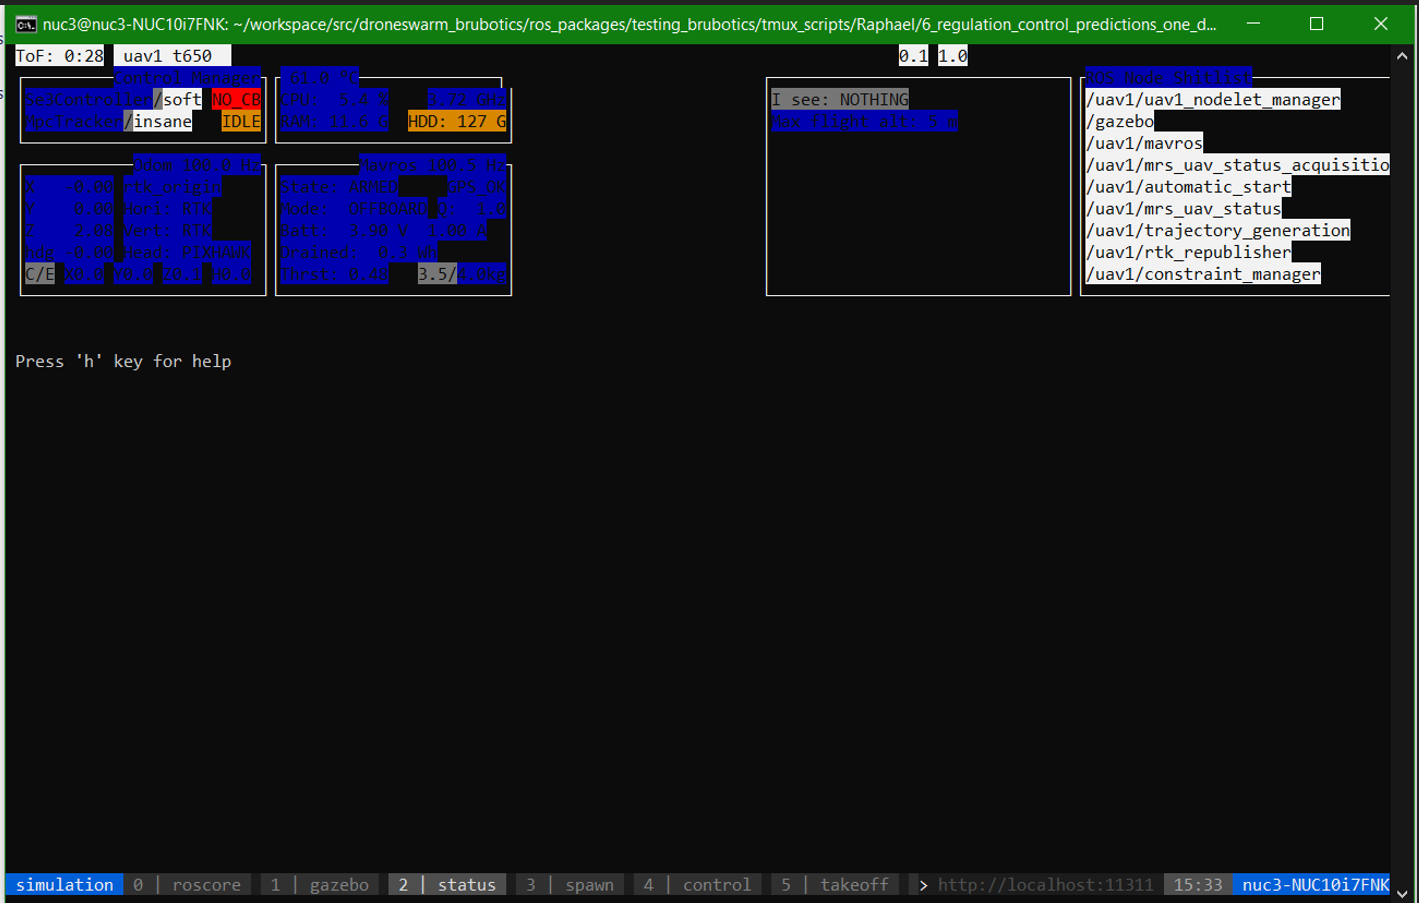 nuc3@nuc3-NUC10i7FNK: ~/workspace/src/droneswarm_brubotics/ros_packages/testing_brubotics/tmux_scripts/Raphael/6_regulation_control_predictions_one_d...
ToF: 0:28 uav1 t650 0.1 1.0
Control Manager
Se3Controller/soft NO_CB
MpcTracker/insane IDLE
61.0 °C
CPU: 5.4 % 3.72 GHz
RAM: 11.6 G HDD: 127 G
I see: NOTHING
Max flight alt: 5 m
ROS Node Shitlist
/uav1/uav1_nodelet_manager
/gazebo
/uav1/mavros
/uav1/mrs_uav_status_acquisitio
/uav1/automatic_start
/uav1/mrs_uav_status
/uav1/trajectory_generation
/uav1/rtk_republisher
/uav1/constraint_manager
Odom 100.0 Hz
X -0.00 rtk_origin
Y 0.00 Hori: RTK
Z 2.08 Vert: RTK
hdg -0.00 Head: PIXHAWK
C/E X0.0 Y0.0 Z0.1 H0.0
Mavros 100.5 Hz
State: ARMED GPS_OK
Mode: OFFBOARD Q: 1.0
Batt: 3.90 V 1.00 A
Drained: 0.3 Wh
Thrst: 0.48 3.5/4.0kg
Press 'h' key for help
simulation 0 | roscore 1 | gazebo 2 | status 3 | spawn 4 | control 5 | takeoff > http://localhost:11311 15:33 nuc3-NUC10i7FNK